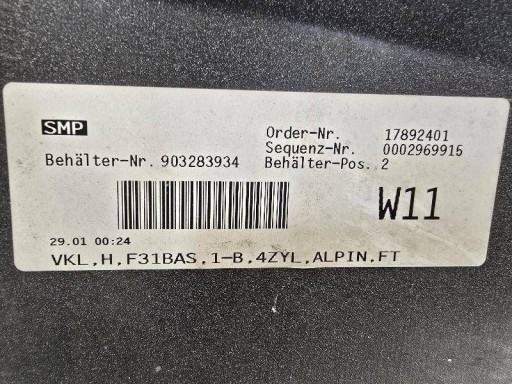 SMP
Order-Nr. 17892401
Sequenz-Nr. 0002969915
Behälter-Nr. 903283934 Behälter-Pos. 2
W11
29.01 00:24
VKL.H.F31BAS.1-B.4ZYL.ALPIN.FT